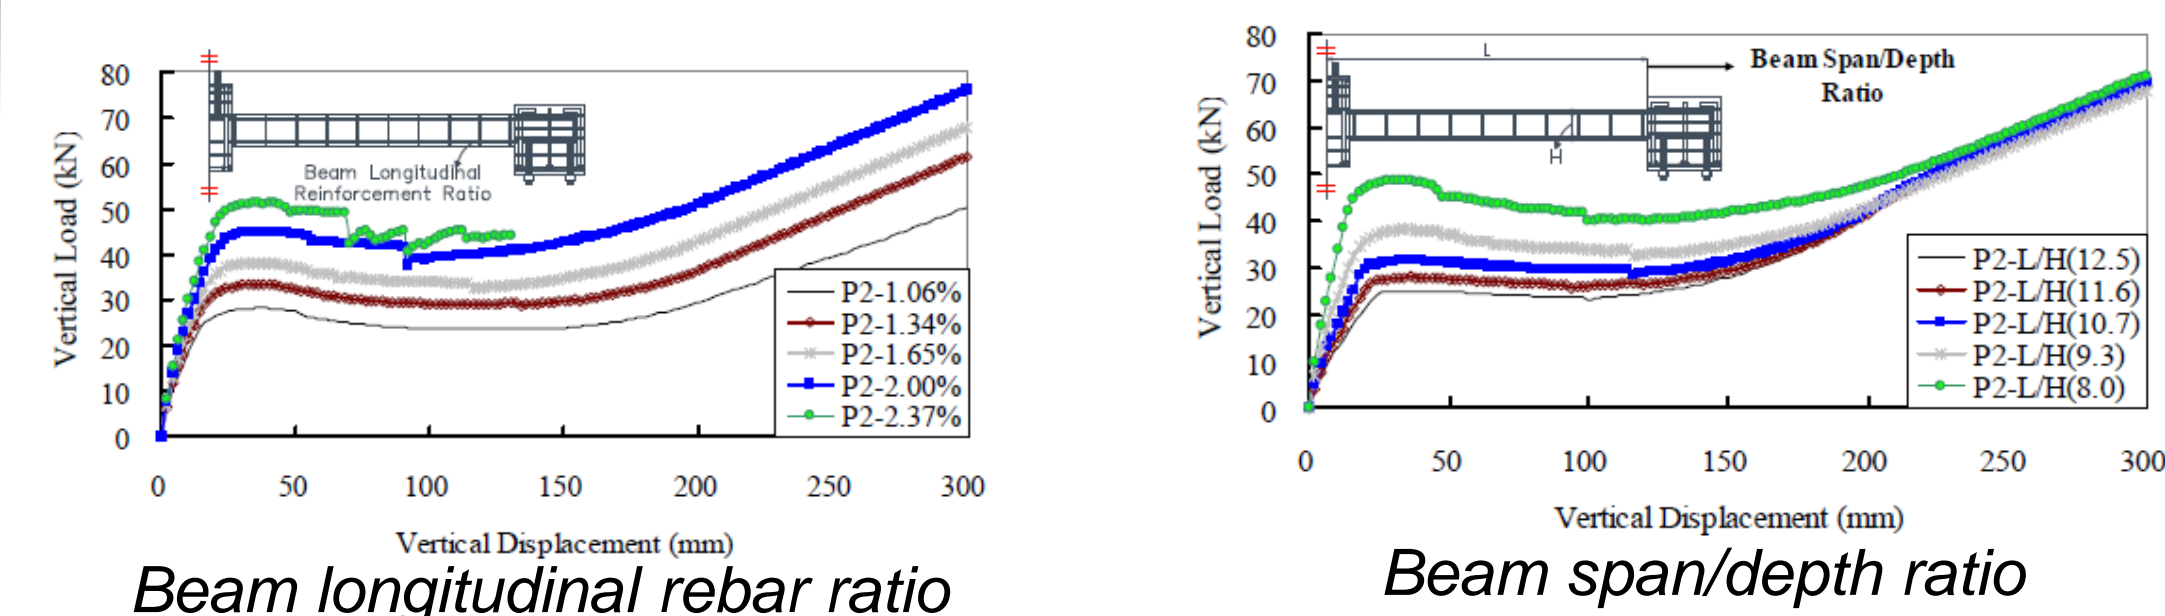 80
70
60
50
40
30
20
10
0
Vertical Load (kN)
Beam Longitudinal
Reinforcement Ratio
P2-1.06%
P2-1.34%
P2-1.65%
P2-2.00%
P2-2.37%
0 50 100 150 200 250 300
Vertical Displacement (mm)
Beam longitudinal rebar ratio
80
70
60
50
40
30
20
10
0
Vertical Load (kN)
L
H
Beam Span/Depth
Ratio
P2-L/H(12.5)
P2-L/H(11.6)
P2-L/H(10.7)
P2-L/H(9.3)
P2-L/H(8.0)
0 50 100 150 200 250 300
Vertical Displacement (mm)
Beam span/depth ratio